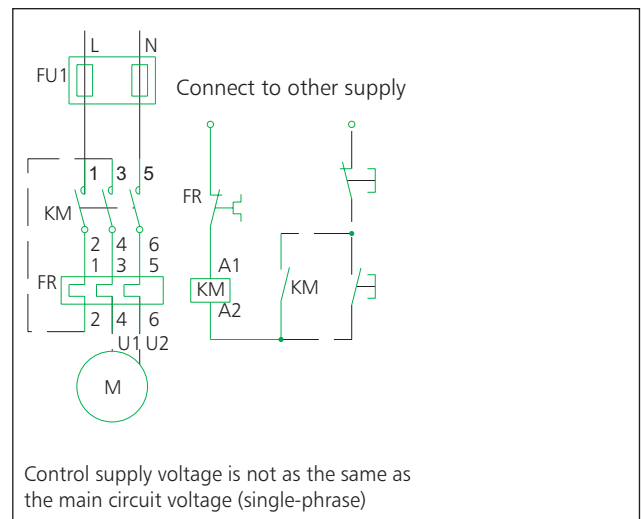 L N
FU1
Connect to other supply
1 3 5
KM
2 4 6
FR
1 3 5
FR
2 4 6
U1 U2
M
A1
KM
A2
KM
Control supply voltage is not as the same as
the main circuit voltage (single-phrase)